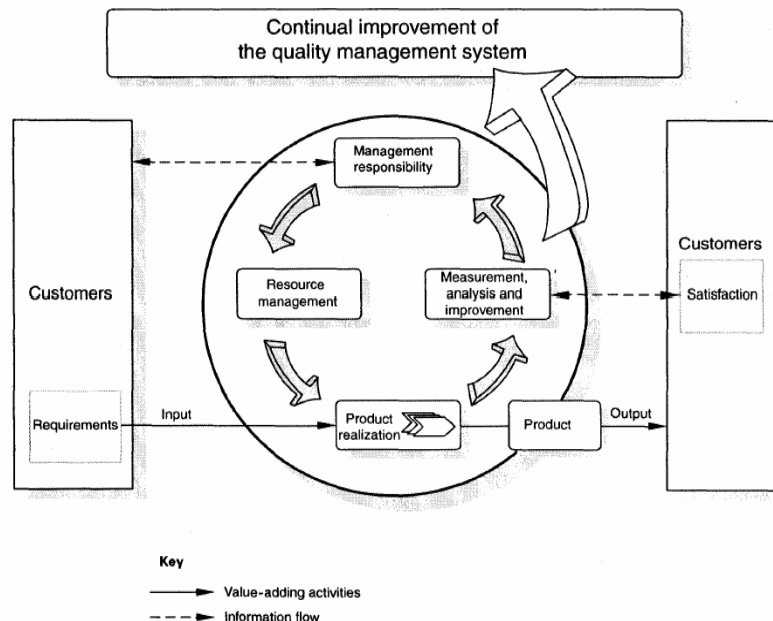 Continual improvement of
the quality management system
Management
responsibility
Customers
Resource
management
Measurement,
analysis and
improvement
Customers
Satisfaction
Requirements
Input
Product
realization
Product
Output
Key
Value-adding activities
Information flow